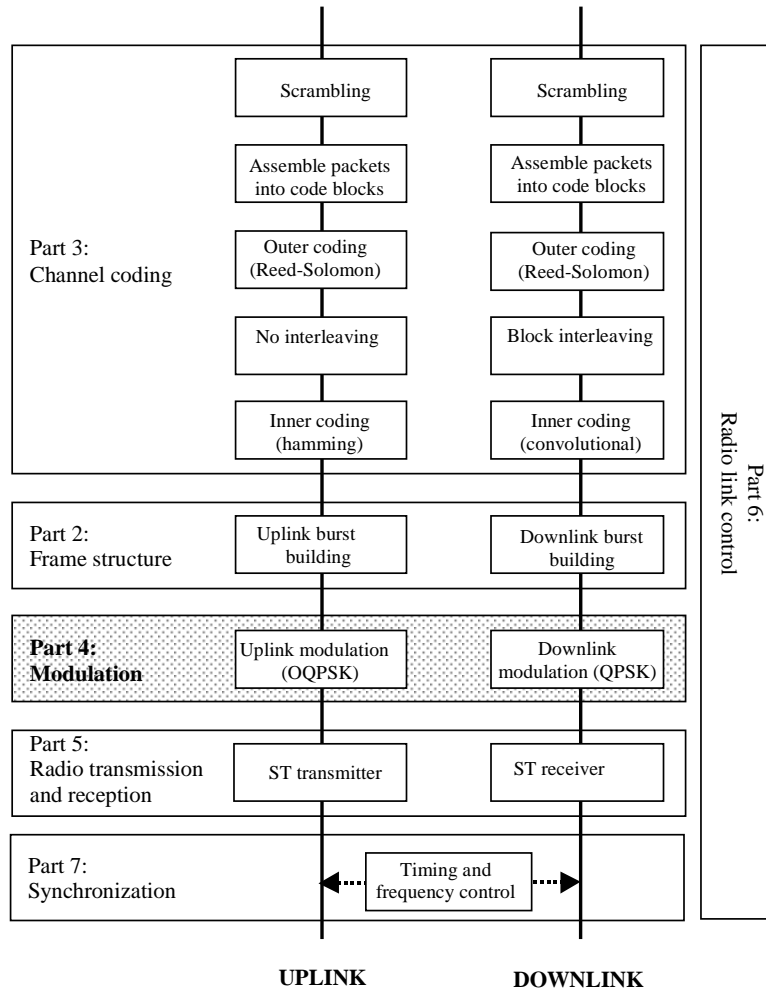 Scrambling
Scrambling
Assemble packets
into code blocks
Assemble packets
into code blocks
Part 3:
Channel coding
Outer coding
(Reed-Solomon)
Outer coding
(Reed-Solomon)
No interleaving
Block interleaving
Inner coding
(hamming)
Inner coding
(convolutional)
Part 2:
Frame structure
Uplink burst
building
Downlink burst
building
Part 4:
Modulation
Uplink modulation
(OQPSK)
Downlink
modulation (QPSK)
Part 5:
Radio transmission
and reception
ST transmitter
ST receiver
Part 7:
Synchronization
Timing and
frequency control
Part 6:
Radio link control
UPLINK
DOWNLINK